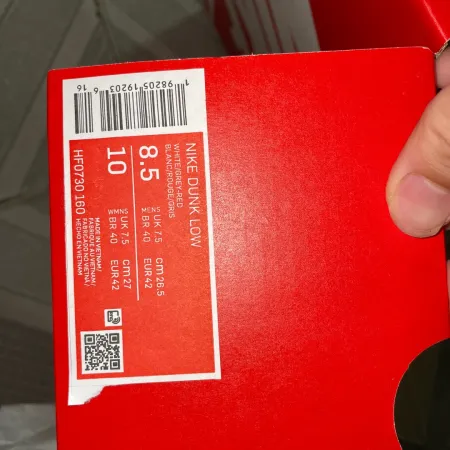 NIKE DUNK LOW
WHITE/GREY-RED
BLANC/ROUGE/GRIS
8.5 MENS UK 7.5 CM 26.5
BR 40 EUR 42
10 WMNS UK 7.5 CM 27
BR 40 EUR 42
HF0730 160
MADE IN VIETNAM/
FABRIQUE AU VIETNAM/
FABRICADO NO VIETNÃ/
HECHO EN VIETNAM
1 98205 19203 6 16